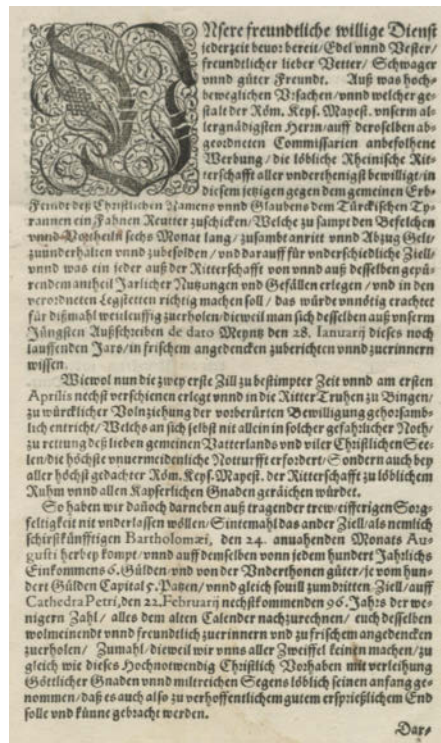 VNsere freundtliche willige Dienst
jederzeit beuor bereit/Edel vnnd Vester/
freundtlicher lieber Vetter/ Schwager
vnnd gůter Freundt. Auß was hoch-
beweglichen Vrsachen/vnnd welcher ge-
stalt der Röm. Keys. Mayest. vnserm al-
lergnädigsten Herrn/auff deroselben ab-
geordneten Commissarien anbefohlene
Werbung/ die löbliche Rheinische Rit-
terschafft aller vnderthenigst bewilligt/in
diesem jetzigen gegen dem gemeinen Erb-
Feindt deß Christlichen Namens vnnd Glaubens dem Türckischen Ty-
rannen ein Fahnen Reutter zuschicken/Welche zu sampt den Befelchen
vnnd Vortheiln sechs Monat lang/ zusambt anritt vnnd Abzug Gelt/
zuunderhalten vnnd zubesolden/ vnd darauff für vnderschiedliche Ziell/
vnnd was ein jeder auß der Ritterschafft von vnnd auß desselben gepü-
rendem antheil Jarlicher Nutzungen vnd Gefällen erlegen / vnd in den
verordneten Legstetten richtig machen soll / das würde vnnötig erachtet
für dißmahl weuleuffig zuerholen/dieweil man sich desselben auß vnserm
Jüngsten Außschreiben de dato Meyntz den 28. Ianuarij dieses noch
lauffenden Jars/in frischem angedencken zuberichten vnnd zuerinnern
wissen.
Wiewol nun die zwey erste Zill zu bestimpter Zeit vnnd am ersten
Aprilis nechst verschienen erlegt vnnd in die Ritter Truhen zu Bingen/
zu würcklicher Volnziehung der vorberürten Bewilligung gehorsamb-
lich entricht/ Welchs an sich selbst nit allein in solcher gefahrlicher Noth/
zu rettung deß lieben gemeinen Vatterlands vnd viler Christlichen See-
len/die höchste vnuermeidenliche Notturfft erfordert/Sondern auch bey
aller höchst gedachter Röm. Keys. Mayest. der Ritterschafft zu löblichem
Ruhm vnnd allen Kayserlichen Gnaden geräichen würdet.
So haben wir dañoch darneben auß tragender trew/eifferigen Sorg-
feltigkeit nit vnderlassen wöllen/Sintemahl das ander Ziell/als nemlich
schirstkünfftigen Bartholomæi, den 24. anuahenden Monats Au-
gusti herbey kompt/vnnd auff demselben vonn jedem hundert Jahrlichs
Einkommens 6. Gülden/vnd von der Vnderthonen güter/je vom hun-
dert Gülden Capital 5. Patzen/vnnd gleich souill zum dritten Ziell/auff
Cathedra Petri, den 22. Februarij nechstkommenden 96. Jahrs der we-
nigern Zahl/ alles dem alten Calender nachzurechnen/ euch desselben
wolmeinendt vnnd freundtlich zuerinnern vnd zu frischem angedencken
zuerholen/ Zumahl/dieweil wir vnns aller Zweiffel keinen machen/zu
gleich wie dieses Hochnotwendig Christlich Vorhaben mit verleihung
Göttlicher Gnaden vnnd miltreichen Segens löblich seinen anfang ge-
nommen/daß es auch also zu verhoffentlichem gutem ersprießlichem End
solle vnd künne gebracht werden.
Dar-